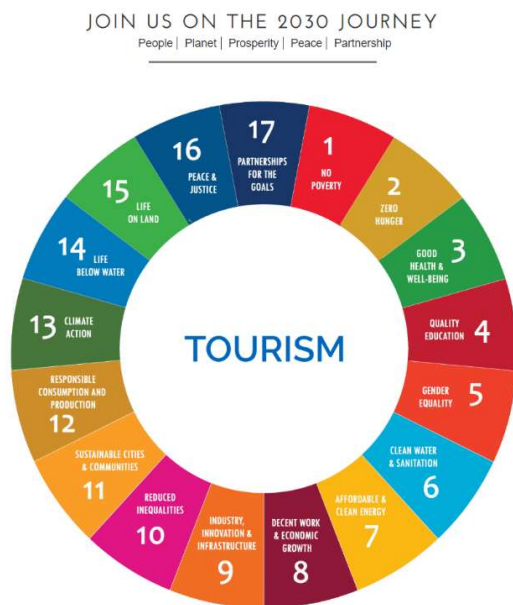 JOIN US ON THE 2030 JOURNEY
People | Planet | Prosperity | Peace | Partnership
17
PARTNERSHIPS
FOR THE
GOALS
1
NO
POVERTY
2
ZERO
HUNGER
3
GOOD
HEALTH &
WELL-BEING
4
QUALITY
EDUCATION
5
GENDER
EQUALITY
6
CLEAN WATER
& SANITATION
7
AFFORDABLE &
CLEAN ENERGY
8
DECENT WORK
& ECONOMIC
GROWTH
9
INDUSTRY,
INNOVATION &
INFRASTRUCTURE
10
REDUCED
INEQUALITIES
11
SUSTAINABLE CITIES
& COMMUNITIES
12
RESPONSIBLE
CONSUMPTION AND
PRODUCTION
13
CLIMATE
ACTION
14
LIFE
BELOW WATER
15
LIFE
ON LAND
16
PEACE &
JUSTICE
TOURISM